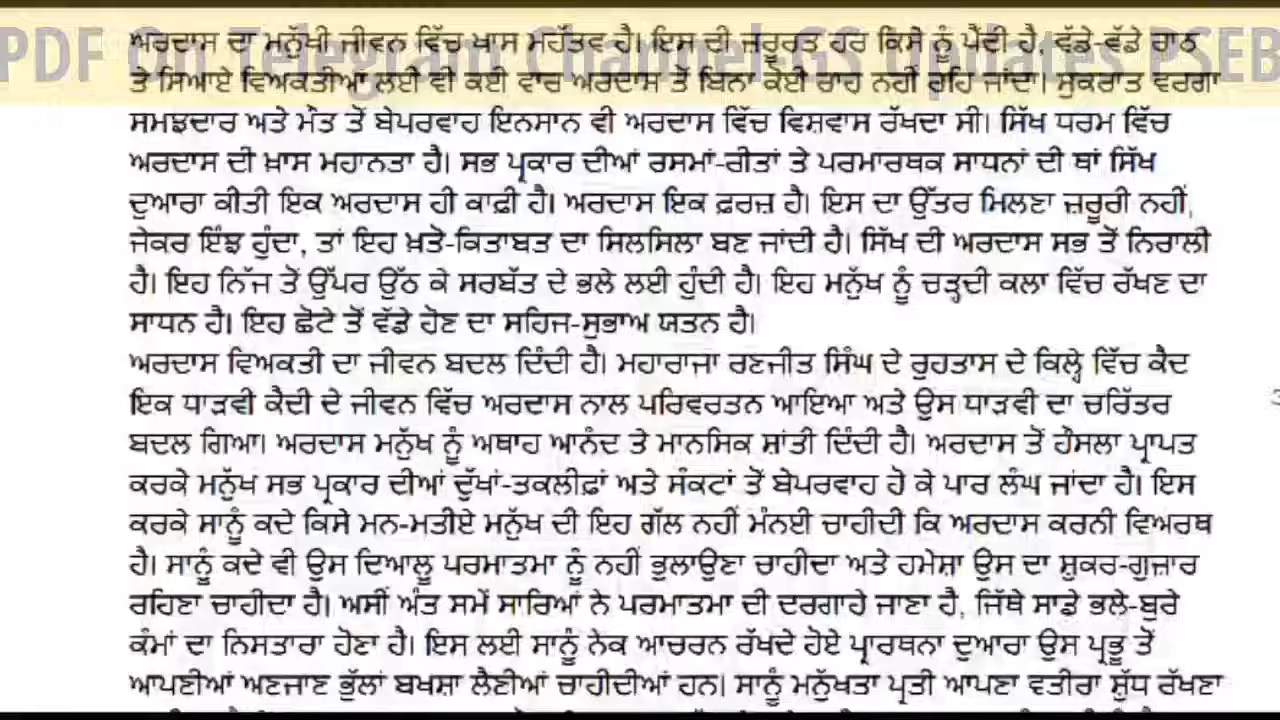 PDF On Telegram Channel GS Updates PSEB
ਅਰਦਾਸ ਦਾ ਮਨੁੱਖੀ ਜੀਵਨ ਵਿੱਚ ਖ਼ਾਸ ਮਹੱਤਵ ਹੈ। ਇਸ ਦੀ ਜ਼ਰੂਰਤ ਹਰ ਕਿਸੇ ਨੂੰ ਪੈਂਦੀ ਹੈ। ਵੱਡੇ-ਵੱਡੇ ਰਾਠ
ਤੇ ਸਿਆਣੇ ਵਿਅਕਤੀਆਂ ਲਈ ਵੀ ਕਈ ਵਾਰ ਅਰਦਾਸ ਤੋਂ ਬਿਨਾਂ ਕੋਈ ਰਾਹ ਨਹੀਂ ਰਹਿ ਜਾਂਦਾ। ਸੁਕਰਾਤ ਵਰਗਾ
ਸਮਝਦਾਰ ਅਤੇ ਮੌਤ ਤੋਂ ਬੇਪਰਵਾਹ ਇਨਸਾਨ ਵੀ ਅਰਦਾਸ ਵਿੱਚ ਵਿਸ਼ਵਾਸ ਰੱਖਦਾ ਸੀ। ਸਿੱਖ ਧਰਮ ਵਿੱਚ
ਅਰਦਾਸ ਦੀ ਖ਼ਾਸ ਮਹਾਨਤਾ ਹੈ। ਸਭ ਪ੍ਰਕਾਰ ਦੀਆਂ ਰਸਮਾਂ-ਰੀਤਾਂ ਤੇ ਪਰਮਾਰਥਕ ਸਾਧਨਾਂ ਦੀ ਥਾਂ ਸਿੱਖ
ਦੁਆਰਾ ਕੀਤੀ ਇਕ ਅਰਦਾਸ ਹੀ ਕਾਫ਼ੀ ਹੈ। ਅਰਦਾਸ ਇਕ ਫ਼ਰਜ਼ ਹੈ। ਇਸ ਦਾ ਉੱਤਰ ਮਿਲਣਾ ਜ਼ਰੂਰੀ ਨਹੀਂ,
ਜੇਕਰ ਇੰਝ ਹੁੰਦਾ, ਤਾਂ ਇਹ ਖ਼ਤੋ-ਕਿਤਾਬਤ ਦਾ ਸਿਲਸਿਲਾ ਬਣ ਜਾਂਦੀ ਹੈ। ਸਿੱਖ ਦੀ ਅਰਦਾਸ ਸਭ ਤੋਂ ਨਿਰਾਲੀ
ਹੈ। ਇਹ ਨਿੱਜ ਤੋਂ ਉੱਪਰ ਉੱਠ ਕੇ ਸਰਬੱਤ ਦੇ ਭਲੇ ਲਈ ਹੁੰਦੀ ਹੈ। ਇਹ ਮਨੁੱਖ ਨੂੰ ਚੜ੍ਹਦੀ ਕਲਾ ਵਿੱਚ ਰੱਖਣ ਦਾ
ਸਾਧਨ ਹੈ। ਇਹ ਛੋਟੇ ਤੋਂ ਵੱਡੇ ਹੋਣ ਦਾ ਸਹਿਜ-ਸੁਭਾਅ ਯਤਨ ਹੈ।
ਅਰਦਾਸ ਵਿਅਕਤੀ ਦਾ ਜੀਵਨ ਬਦਲ ਦਿੰਦੀ ਹੈ। ਮਹਾਰਾਜਾ ਰਣਜੀਤ ਸਿੰਘ ਦੇ ਰੁਹਤਾਸ ਦੇ ਕਿਲ੍ਹੇ ਵਿੱਚ ਕੈਦ
ਇਕ ਧਾੜਵੀ ਕੈਦੀ ਦੇ ਜੀਵਨ ਵਿੱਚ ਅਰਦਾਸ ਨਾਲ ਪਰਿਵਰਤਨ ਆਇਆ ਅਤੇ ਉਸ ਧਾੜਵੀ ਦਾ ਚਰਿੱਤਰ
ਬਦਲ ਗਿਆ। ਅਰਦਾਸ ਮਨੁੱਖ ਨੂੰ ਅਥਾਹ ਆਨੰਦ ਤੇ ਮਾਨਸਿਕ ਸ਼ਾਂਤੀ ਦਿੰਦੀ ਹੈ। ਅਰਦਾਸ ਤੋਂ ਹੌਸਲਾ ਪ੍ਰਾਪਤ
ਕਰਕੇ ਮਨੁੱਖ ਸਭ ਪ੍ਰਕਾਰ ਦੀਆਂ ਦੁੱਖਾਂ-ਤਕਲੀਫ਼ਾਂ ਅਤੇ ਸੰਕਟਾਂ ਤੋਂ ਬੇਪਰਵਾਹ ਹੋ ਕੇ ਪਾਰ ਲੰਘ ਜਾਂਦਾ ਹੈ। ਇਸ
ਕਰਕੇ ਸਾਨੂੰ ਕਦੇ ਕਿਸੇ ਮਨ-ਮਤੀਏ ਮਨੁੱਖ ਦੀ ਇਹ ਗੱਲ ਨਹੀਂ ਮੰਨਣੀ ਚਾਹੀਦੀ ਕਿ ਅਰਦਾਸ ਕਰਨੀ ਵਿਅਰਥ
ਹੈ। ਸਾਨੂੰ ਕਦੇ ਵੀ ਉਸ ਦਿਆਲੂ ਪਰਮਾਤਮਾ ਨੂੰ ਨਹੀਂ ਭੁਲਾਉਣਾ ਚਾਹੀਦਾ ਅਤੇ ਹਮੇਸ਼ਾ ਉਸ ਦਾ ਸ਼ੁਕਰ-ਗੁਜ਼ਾਰ
ਰਹਿਣਾ ਚਾਹੀਦਾ ਹੈ। ਅਸੀਂ ਅੰਤ ਸਮੇਂ ਸਾਰਿਆਂ ਨੇ ਪਰਮਾਤਮਾ ਦੀ ਦਰਗਾਹੇ ਜਾਣਾ ਹੈ, ਜਿੱਥੇ ਸਾਡੇ ਭਲੇ-ਬੁਰੇ
ਕੰਮਾਂ ਦਾ ਨਿਸਤਾਰਾ ਹੋਣਾ ਹੈ। ਇਸ ਲਈ ਸਾਨੂੰ ਨੇਕ ਆਚਰਨ ਰੱਖਦੇ ਹੋਏ ਪ੍ਰਾਰਥਨਾ ਦੁਆਰਾ ਉਸ ਪ੍ਰਭੂ ਤੋਂ
ਆਪਣੀਆਂ ਅਣਜਾਣ ਭੁੱਲਾਂ ਬਖਸ਼ਾ ਲੈਣੀਆਂ ਚਾਹੀਦੀਆਂ ਹਨ। ਸਾਨੂੰ ਮਨੁੱਖਤਾ ਪ੍ਰਤੀ ਆਪਣਾ ਵਤੀਰਾ ਸ਼ੁੱਧ ਰੱਖਣਾ